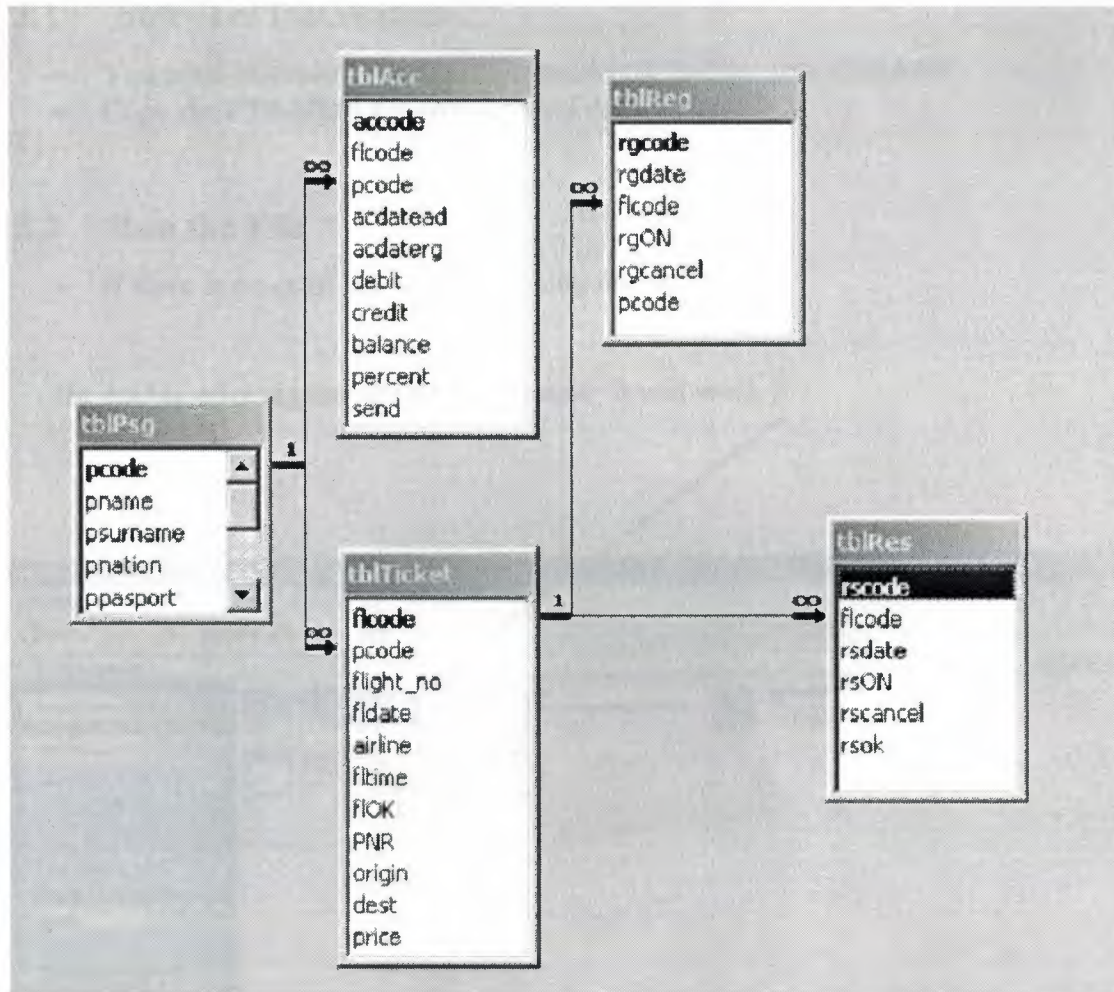 tblAcc
accode
flcode
pcode
acdatead
acdaterg
debit
credit
balance
percent
send
tblReg
rgcode
rgdate
flcode
rgON
rgcancel
pcode
tblPsg
pcode
pname
psurname
pnation
ppasport
tblTicket
flcode
pcode
flight_no
fldate
airline
fltime
flOK
PNR
origin
dest
price
tblRes
rscode
flcode
rsdate
rsON
rscancel
rsok
1
∞
∞
1
∞
∞